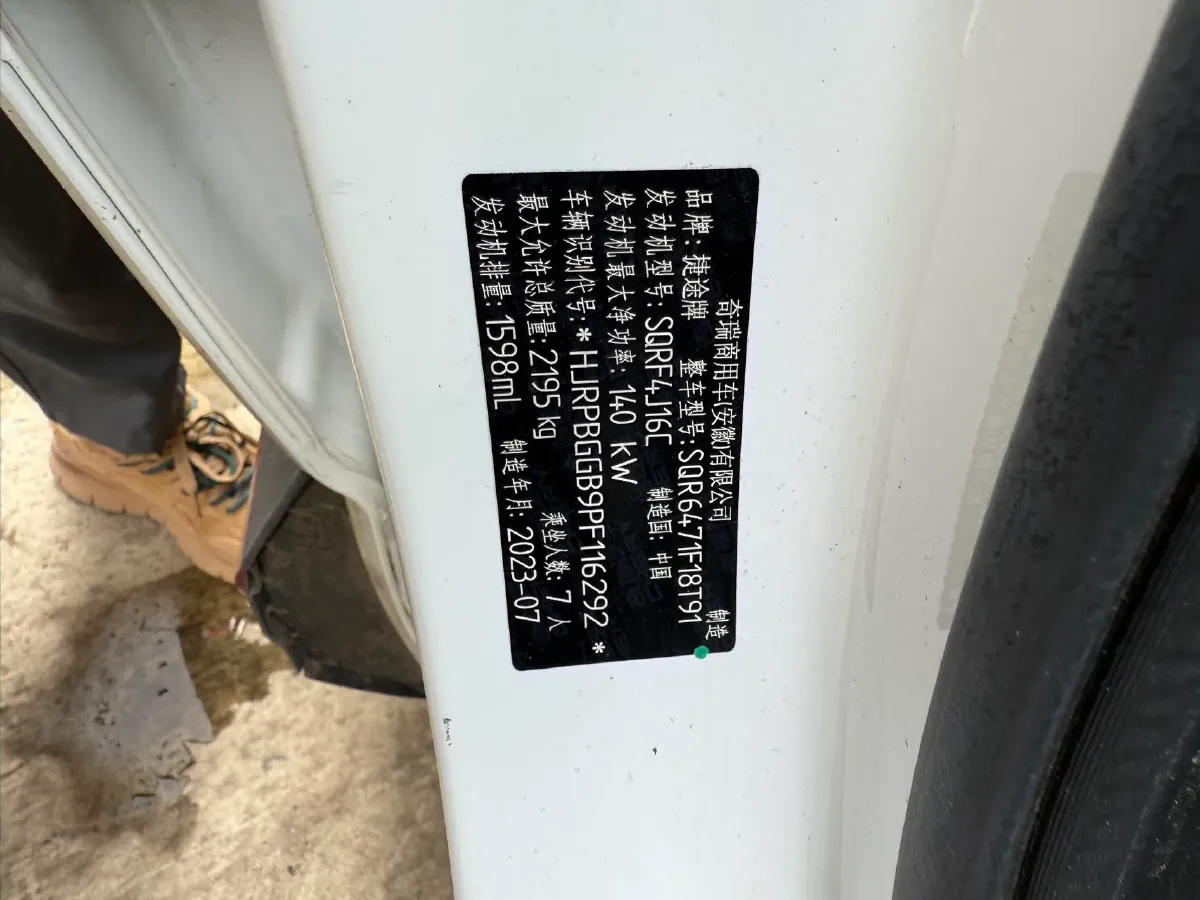 奇瑞商用车(安徽)有限公司 制造
品牌:捷途牌 整车型号:SQR6471F18T91
发动机型号:SQRF4J16C 制造国:中国
发动机最大净功率:140 kW
车辆识别代号:*HJRPBGGB9PF116292*
最大允许总质量:2195 kg 乘坐人数:7人
发动机排量:1598mL 制造年月:2023-07